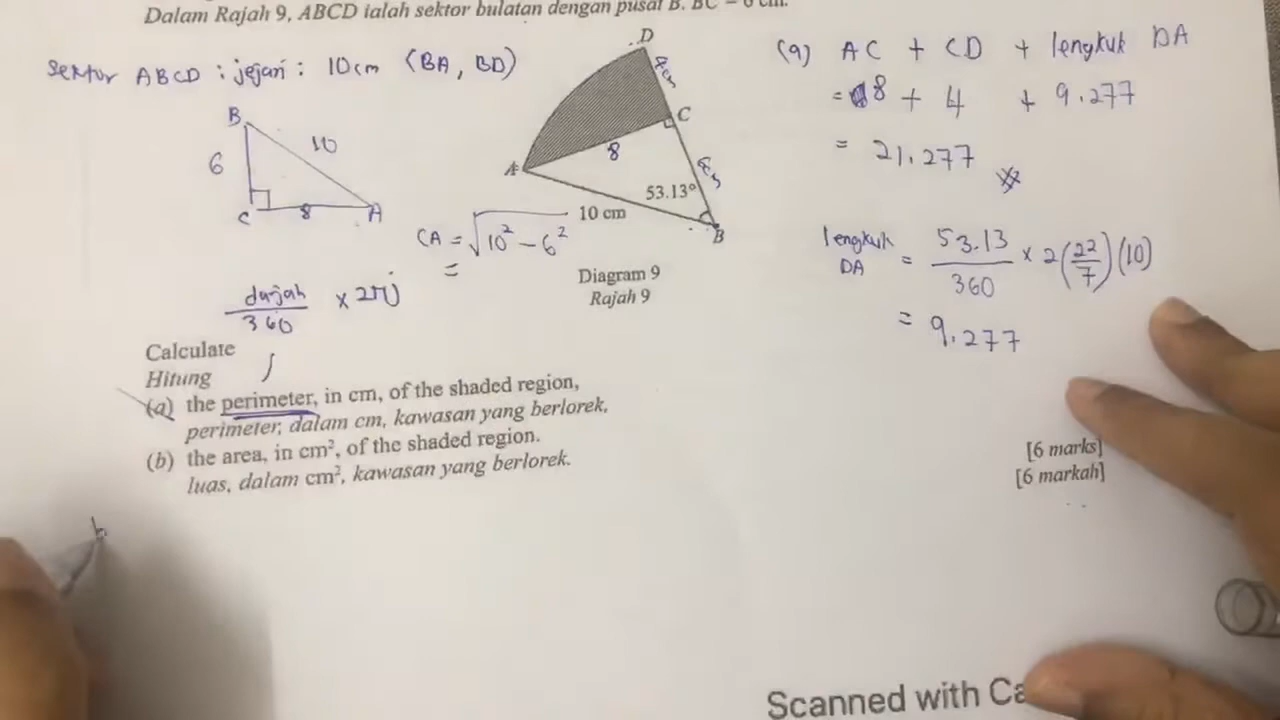 Dalam Rajah 9, ABCD ialah sektor bulatan dengan pusat B. BC = 6 cm.
Sektor ABCD : jejari : 10cm (BA, BD)
B
6
10
C
8
A
D
4cm
C
8
6
A
53.13°
10 cm
B
CA = √10² - 6²
=
Diagram 9
Rajah 9
darjah/360 × 2πj
Calculate
Hitung
(a) the perimeter, in cm, of the shaded region,
perimeter, dalam cm, kawasan yang berlorek.
(b) the area, in cm², of the shaded region.
luas, dalam cm², kawasan yang berlorek.
b
(a) AC + CD + lengkuk DA
= 8 + 4 + 9.277
= 21.277
lengkuk DA = 53.13/360 × 2(22/7)(10)
= 9.277
[6 marks]
[6 markah]
Scanned with Ca